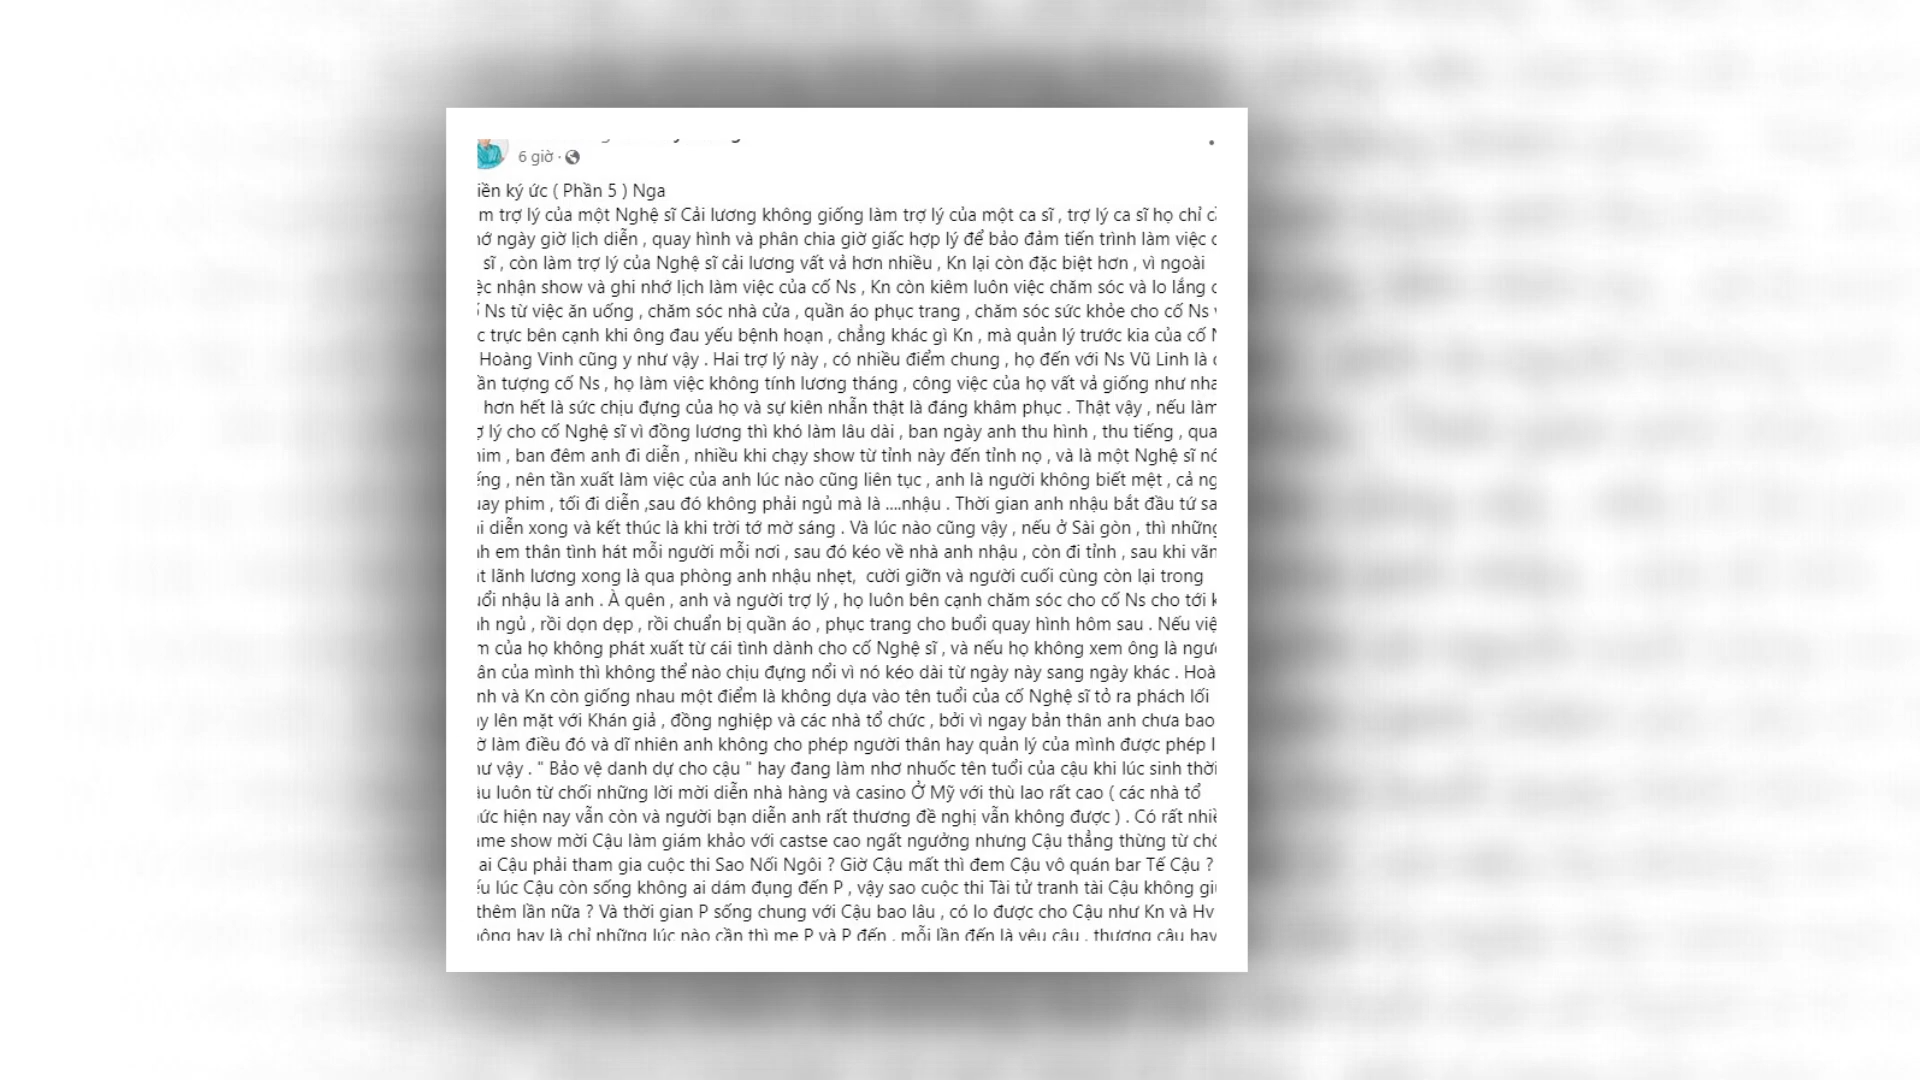 6 giờ
ký ức ( Phần 5 ) Nga
trợ lý của một Nghệ sĩ Cải lương không giống làm trợ lý của một ca sĩ , trợ lý ca sĩ họ chỉ
ngày giờ lịch diễn , quay hình và phân chia giờ giấc hợp lý để bảo đảm tiến trình làm việc
sĩ , còn làm trợ lý của Nghệ sĩ cải lương vất vả hơn nhiều , Kn lại còn đặc biệt hơn , vì ngoài
nhận show và ghi nhớ lịch làm việc của cố Ns , Kn còn kiêm luôn việc chăm sóc và lo lắng
Ns từ việc ăn uống , chăm sóc nhà cửa , quần áo phục trang , chăm sóc sức khỏe cho cố Ns
trực bên cạnh khi ông đau yếu bệnh hoạn , chẳng khác gì Kn , mà quản lý trước kia của cố
Hoàng Vinh cũng y như vậy . Hai trợ lý này , có nhiều điểm chung , họ đến với Ns Vũ Linh là
tượng cố Ns , họ làm việc không tính lương tháng , công việc của họ vất vả giống như
hơn hết là sức chịu đựng của họ và sự kiên nhẫn thật là đáng khâm phục . Thật vậy , nếu làm
lý cho cố Nghệ sĩ vì đồng lương thì khó làm lâu dài , ban ngày anh thu hình , thu tiếng ,
, ban đêm anh đi diễn , nhiều khi chạy show từ tỉnh này đến tỉnh nọ , và là một Nghệ sĩ
, nên tần xuất làm việc của anh lúc nào cũng liên tục , anh là người không biết mệt , cả
phim , tối đi diễn ,sau đó không phải ngủ mà là ....nhậu . Thời gian anh nhậu bắt đầu tứ
diễn xong và kết thúc là khi trời tớ mờ sáng . Và lúc nào cũng vậy , nếu ở Sài gòn , thì những
em thân tình hát mỗi người mỗi nơi , sau đó kéo về nhà anh nhậu , còn đi tỉnh , sau khi
lãnh lương xong là qua phòng anh nhậu nhẹt, cười giỡn và người cuối cùng còn lại trong
nhậu là anh . À quên , anh và người trợ lý , họ luôn bên cạnh chăm sóc cho cố Ns cho tới
ngủ , rồi dọn dẹp , rồi chuẩn bị quần áo , phục trang cho buổi quay hình hôm sau . Nếu
của họ không phát xuất từ cái tình dành cho cố Nghệ sĩ , và nếu họ không xem ông là
của mình thì không thể nào chịu đựng nổi vì nó kéo dài từ ngày này sang ngày khác .
và Kn còn giống nhau một điểm là không dựa vào tên tuổi của cố Nghệ sĩ tỏ ra phách lối
lên mặt với Khán giả , đồng nghiệp và các nhà tổ chức , bởi vì ngay bản thân anh chưa bao
làm điều đó và dĩ nhiên anh không cho phép người thân hay quản lý của mình được phép
vậy . " Bảo vệ danh dự cho cậu " hay đang làm nhơ nhuốc tên tuổi của cậu khi lúc sinh thời
luôn từ chối những lời mời diễn nhà hàng và casino Ở Mỹ với thù lao rất cao ( các nhà tổ
hiện nay vẫn còn và người bạn diễn anh rất thương đề nghị vẫn không được ) . Có rất
show mời Cậu làm giám khảo với castse cao ngất ngưởng nhưng Cậu thẳng thừng từ
ai Cậu phải tham gia cuộc thi Sao Nối Ngôi ? Giờ Cậu mất thì đem Cậu vô quán bar Tế Cậu ?
lúc Cậu còn sống không ai dám đụng đến P , vậy sao cuộc thi Tài tử tranh tài Cậu không
thêm lần nữa ? Và thời gian P sống chung với Cậu bao lâu , có lo được cho Cậu như Kn và Hv
hay là chỉ những lúc nào cần thì mẹ P và P đến , mỗi lần đến là yêu cầu , thương cậu hay